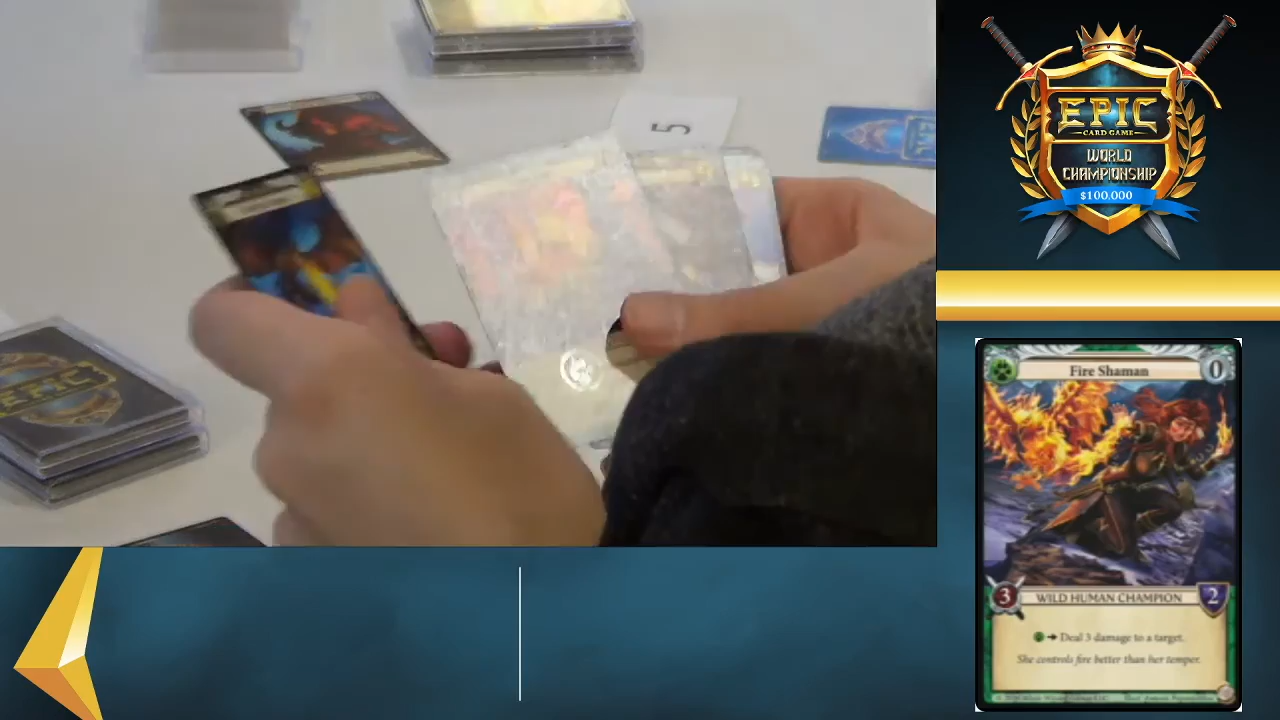 5
EPIC
CARD GAME
WORLD
CHAMPIONSHIP
$100,000
EPIC
Fire Shaman
0
3
WILD HUMAN CHAMPION
2
Deal 3 damage to a target.
She controls fire better than her temper.